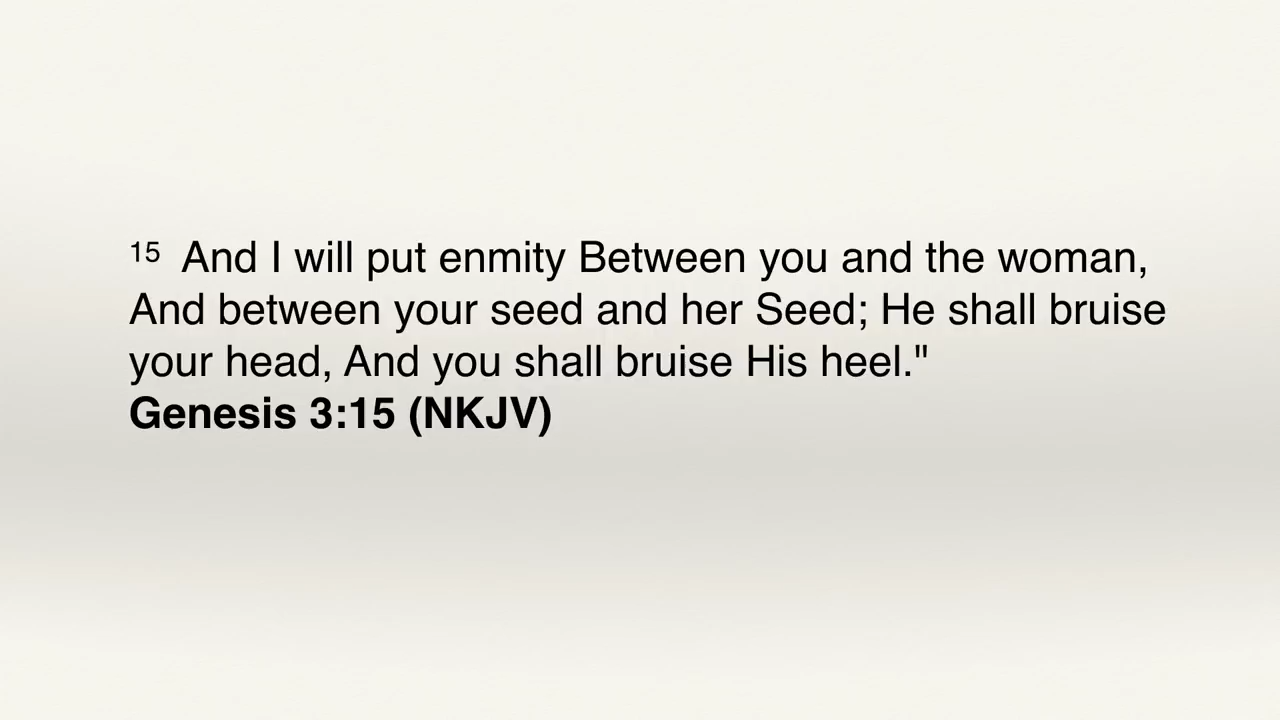 15 And I will put enmity Between you and the woman,
And between your seed and her Seed; He shall bruise
your head, And you shall bruise His heel."
Genesis 3:15 (NKJV)